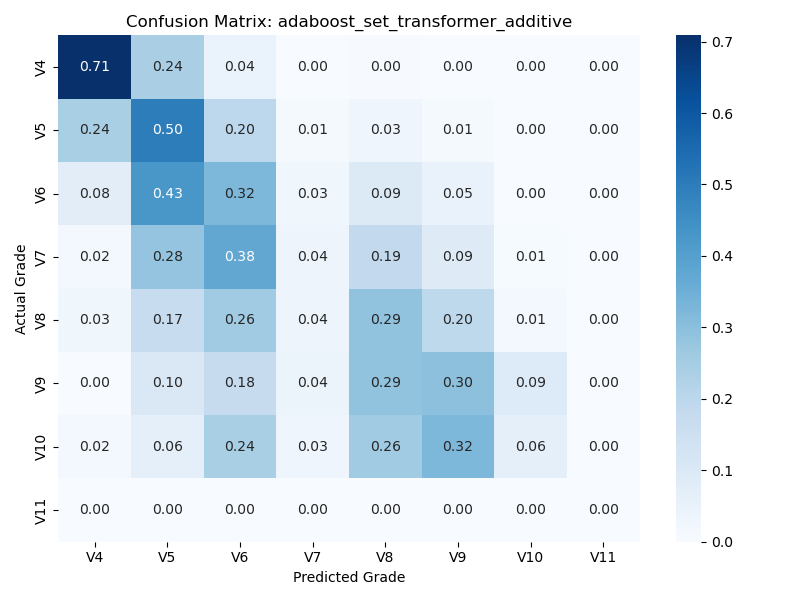 Confusion Matrix: adaboost_set_transformer_additive
V4 0.71 0.24 0.04 0.00 0.00 0.00 0.00 0.00
V5 0.24 0.50 0.20 0.01 0.03 0.01 0.00 0.00
V6 0.08 0.43 0.32 0.03 0.09 0.05 0.00 0.00
V7 0.02 0.28 0.38 0.04 0.19 0.09 0.01 0.00
V8 0.03 0.17 0.26 0.04 0.29 0.20 0.01 0.00
V9 0.00 0.10 0.18 0.04 0.29 0.30 0.09 0.00
V10 0.02 0.06 0.24 0.03 0.26 0.32 0.06 0.00
V11 0.00 0.00 0.00 0.00 0.00 0.00 0.00 0.00
V4 V5 V6 V7 V8 V9 V10 V11
Predicted Grade
Actual Grade
0.7
0.6
0.5
0.4
0.3
0.2
0.1
0.0